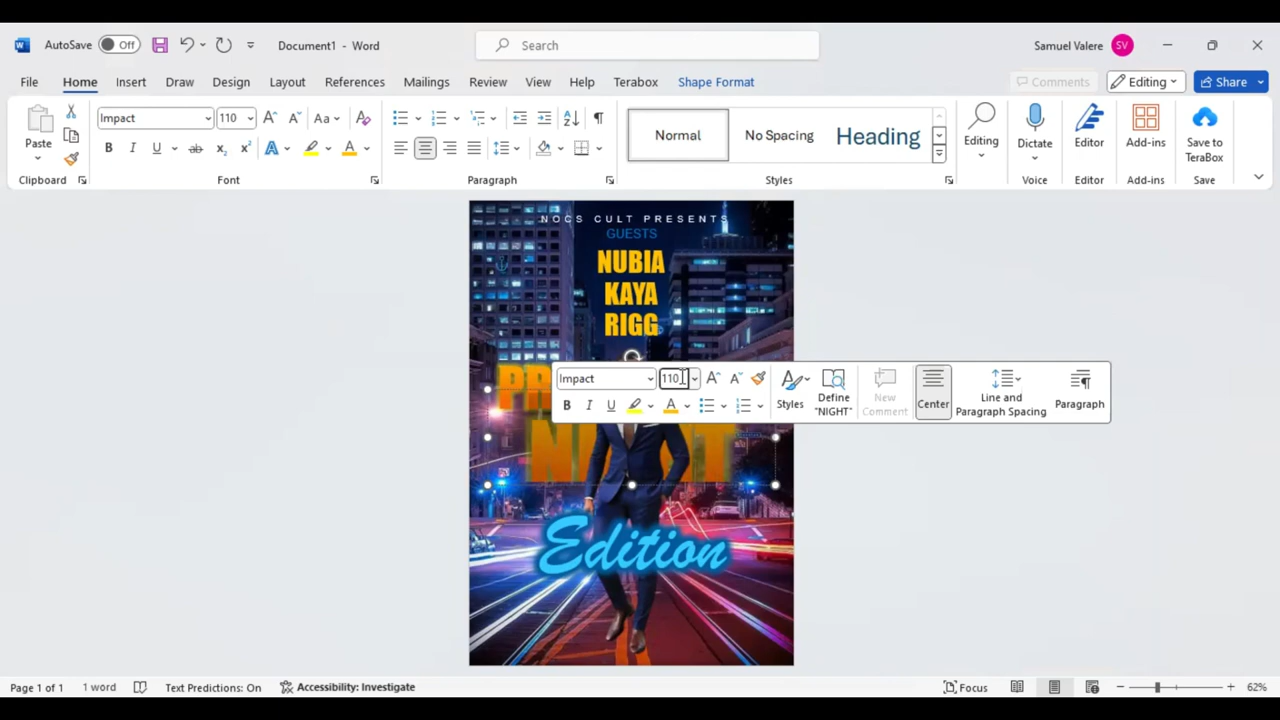 AutoSave Off Document1 - Word Search Samuel Valere SV
File Home Insert Draw Design Layout References Mailings Review View Help Terabox Shape Format Comments Editing Share
Paste Impact 110 Aa Normal No Spacing Heading Editing Dictate Editor Add-ins Save to TeraBox
Clipboard Font Paragraph Styles Voice Editor Add-ins Save
NOCS CULT PRESENTS
GUESTS
NUBIA
KAYA
RIGG
Impact 110 Styles Define "NIGHT" New Comment Center Line and Paragraph Spacing Paragraph
Edition
Page 1 of 1 1 word Text Predictions: On Accessibility: Investigate Focus 62%